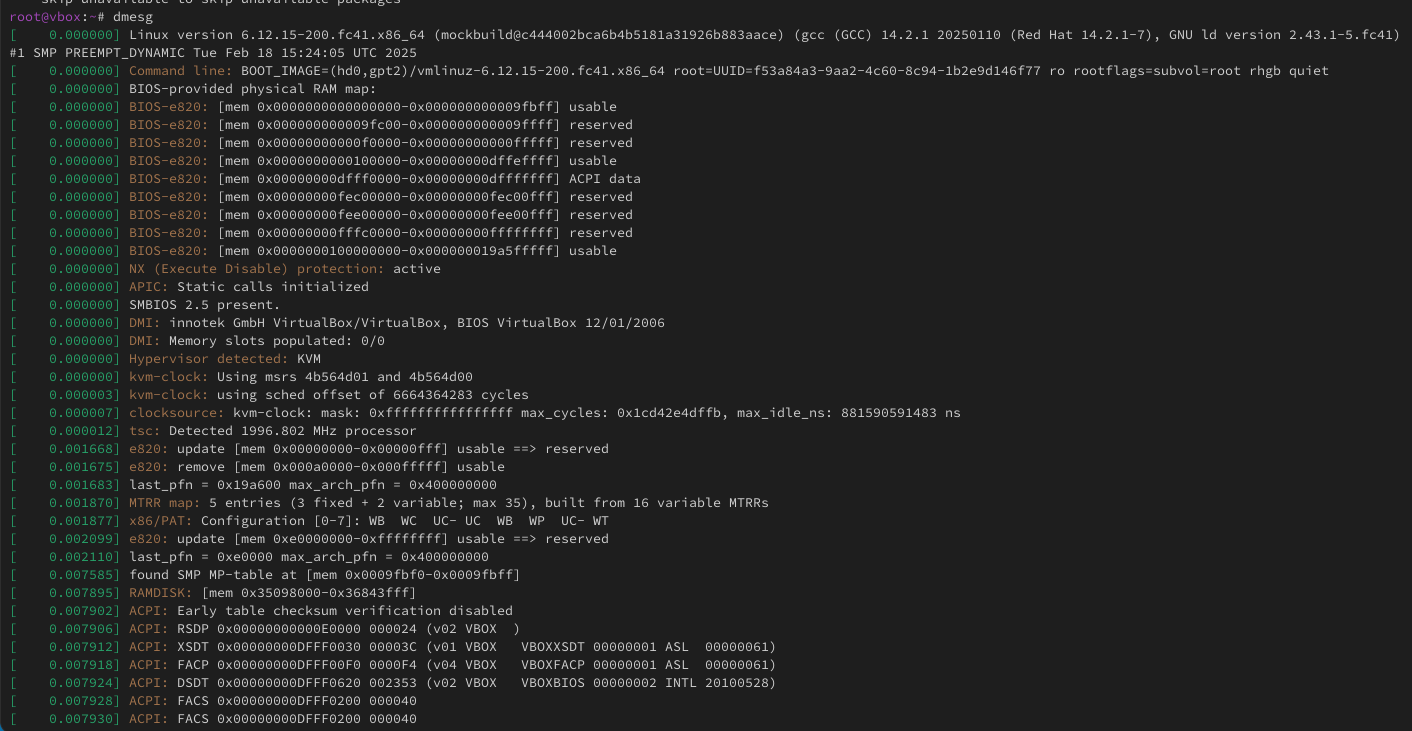 skip unavailable to skip unavailable packages
root@vbox:~# dmesg
[    0.000000] Linux version 6.12.15-200.fc41.x86_64 (mockbuild@c444002bca6b4b5181a31926b883aace) (gcc (GCC) 14.2.1 20250110 (Red Hat 14.2.1-7), GNU ld version 2.43.1-5.fc41)
#1 SMP PREEMPT_DYNAMIC Tue Feb 18 15:24:05 UTC 2025
[    0.000000] Command line: BOOT_IMAGE=(hd0,gpt2)/vmlinuz-6.12.15-200.fc41.x86_64 root=UUID=f53a84a3-9aa2-4c60-8c94-1b2e9d146f77 ro rootflags=subvol=root rhgb quiet
[    0.000000] BIOS-provided physical RAM map:
[    0.000000] BIOS-e820: [mem 0x0000000000000000-0x000000000009fbff] usable
[    0.000000] BIOS-e820: [mem 0x000000000009fc00-0x000000000009ffff] reserved
[    0.000000] BIOS-e820: [mem 0x00000000000f0000-0x00000000000fffff] reserved
[    0.000000] BIOS-e820: [mem 0x0000000000100000-0x00000000dffeffff] usable
[    0.000000] BIOS-e820: [mem 0x00000000dfff0000-0x00000000dfffffff] ACPI data
[    0.000000] BIOS-e820: [mem 0x00000000fec00000-0x00000000fec00fff] reserved
[    0.000000] BIOS-e820: [mem 0x00000000fee00000-0x00000000fee00fff] reserved
[    0.000000] BIOS-e820: [mem 0x00000000fffc0000-0x00000000ffffffff] reserved
[    0.000000] BIOS-e820: [mem 0x0000000100000000-0x000000019a5fffff] usable
[    0.000000] NX (Execute Disable) protection: active
[    0.000000] APIC: Static calls initialized
[    0.000000] SMBIOS 2.5 present.
[    0.000000] DMI: innotek GmbH VirtualBox/VirtualBox, BIOS VirtualBox 12/01/2006
[    0.000000] DMI: Memory slots populated: 0/0
[    0.000000] Hypervisor detected: KVM
[    0.000000] kvm-clock: Using msrs 4b564d01 and 4b564d00
[    0.000003] kvm-clock: using sched offset of 6664364283 cycles
[    0.000007] clocksource: kvm-clock: mask: 0xffffffffffffffff max_cycles: 0x1cd42e4dffb, max_idle_ns: 881590591483 ns
[    0.000012] tsc: Detected 1996.802 MHz processor
[    0.001668] e820: update [mem 0x00000000-0x00000fff] usable ==> reserved
[    0.001675] e820: remove [mem 0x000a0000-0x000fffff] usable
[    0.001683] last_pfn = 0x19a600 max_arch_pfn = 0x400000000
[    0.001870] MTRR map: 5 entries (3 fixed + 2 variable; max 35), built from 16 variable MTRRs
[    0.001877] x86/PAT: Configuration [0-7]: WB  WC  UC- UC  WB  WP  UC- WT
[    0.002099] e820: update [mem 0xe0000000-0xffffffff] usable ==> reserved
[    0.002110] last_pfn = 0xe0000 max_arch_pfn = 0x400000000
[    0.007585] found SMP MP-table at [mem 0x0009fbf0-0x0009fbff]
[    0.007895] RAMDISK: [mem 0x35098000-0x36843fff]
[    0.007902] ACPI: Early table checksum verification disabled
[    0.007906] ACPI: RSDP 0x00000000000E0000 000024 (v02 VBOX  )
[    0.007912] ACPI: XSDT 0x00000000DFFF0030 00003C (v01 VBOX   VBOXXSDT 00000001 ASL  00000061)
[    0.007918] ACPI: FACP 0x00000000DFFF00F0 0000F4 (v04 VBOX   VBOXFACP 00000001 ASL  00000061)
[    0.007924] ACPI: DSDT 0x00000000DFFF0620 002353 (v02 VBOX   VBOXBIOS 00000002 INTL 20100528)
[    0.007928] ACPI: FACS 0x00000000DFFF0200 000040
[    0.007930] ACPI: FACS 0x00000000DFFF0200 000040